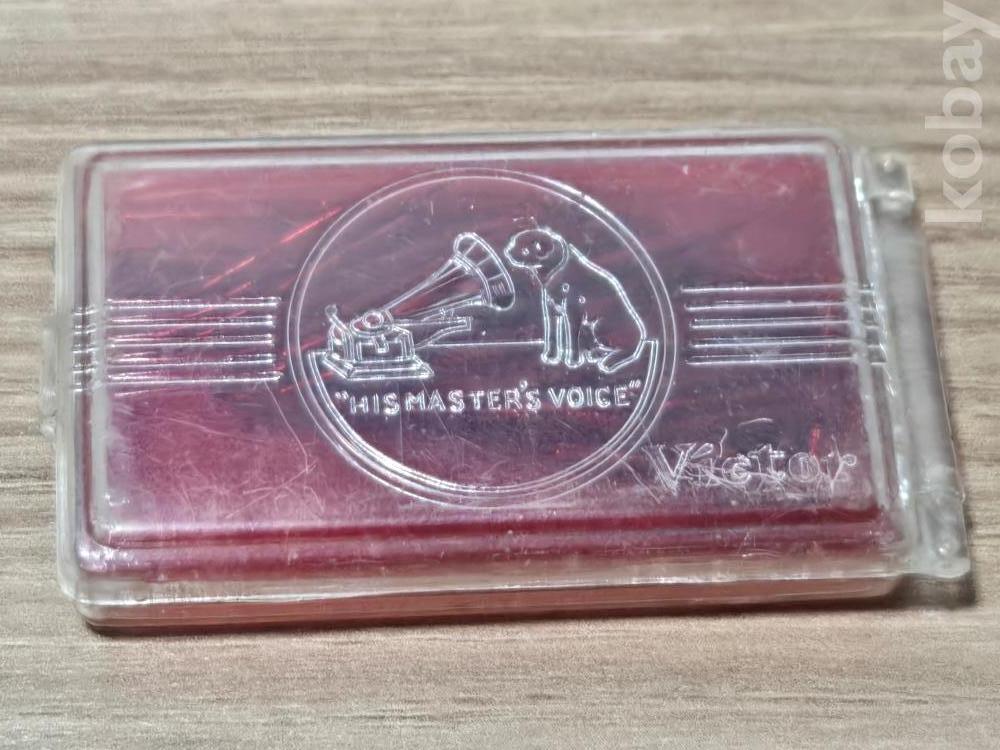 kobay
"HIS MASTER'S VOICE"
Victor